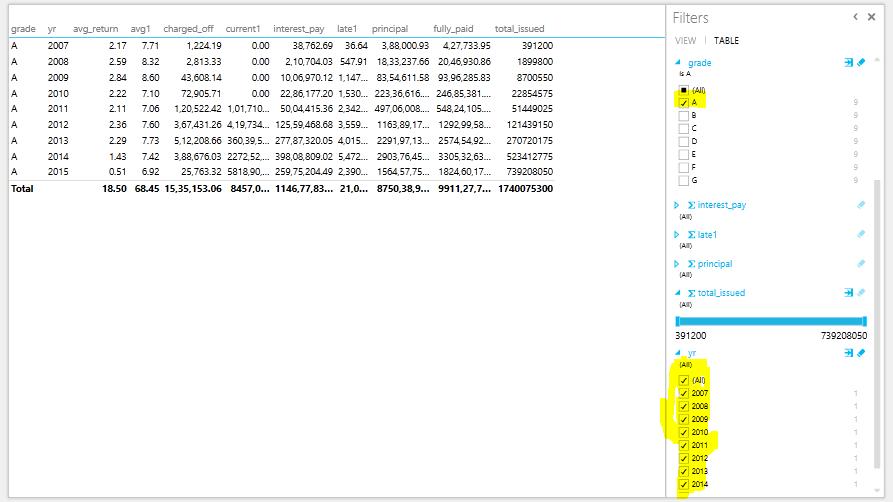 grade yr avg_return avg1 charged_off current1 interest_pay late1 principal fully_paid total_issued
A 2007 2.17 7.71 1,224.19 0.00 38,762.69 36.64 3,88,000.93 4,27,733.95 391200
A 2008 2.59 8.32 2,813.33 0.00 2,10,704.03 547.91 18,33,237.66 20,46,930.86 1899800
A 2009 2.84 8.60 43,608.14 0.00 10,06,970.12 1,147... 83,54,611.58 93,96,285.83 8700550
A 2010 2.22 7.10 72,905.71 0.00 22,86,177.20 1,530... 223,36,616.... 246,85,381.... 22854575
A 2011 2.11 7.06 1,20,522.42 1,01,710... 50,04,415.36 2,342... 497,06,008.... 548,24,105.... 51449025
A 2012 2.36 7.60 3,67,431.26 4,19,734... 125,59,468.68 3,559... 1163,89,17... 1292,99,58... 121439150
A 2013 2.29 7.73 5,12,208.66 360,39,5... 277,87,320.05 4,015... 2291,97,13... 2574,54,92... 270720175
A 2014 1.43 7.42 3,88,676.03 2272,52,... 398,08,809.02 5,472... 2903,76,45... 3305,32,63... 523412775
A 2015 0.51 6.92 25,763.32 5818,90,... 259,75,204.49 2,390... 1564,57,75... 1824,60,17... 739208050
Total 18.50 68.45 15,35,153.06 8457,0... 1146,77,83... 21,0... 8750,38,9... 9911,27,7... 1740075300
Filters
VIEW | TABLE
grade
is A
(All)
A 9
B 9
C 9
D 9
E 9
F 9
G 9
Σ interest_pay
(All)
Σ late1
(All)
Σ principal
(All)
Σ total_issued
(All)
391200 739208050
yr
(All)
(All)
2007 1
2008 1
2009 1
2010 1
2011 1
2012 1
2013 1
2014 1